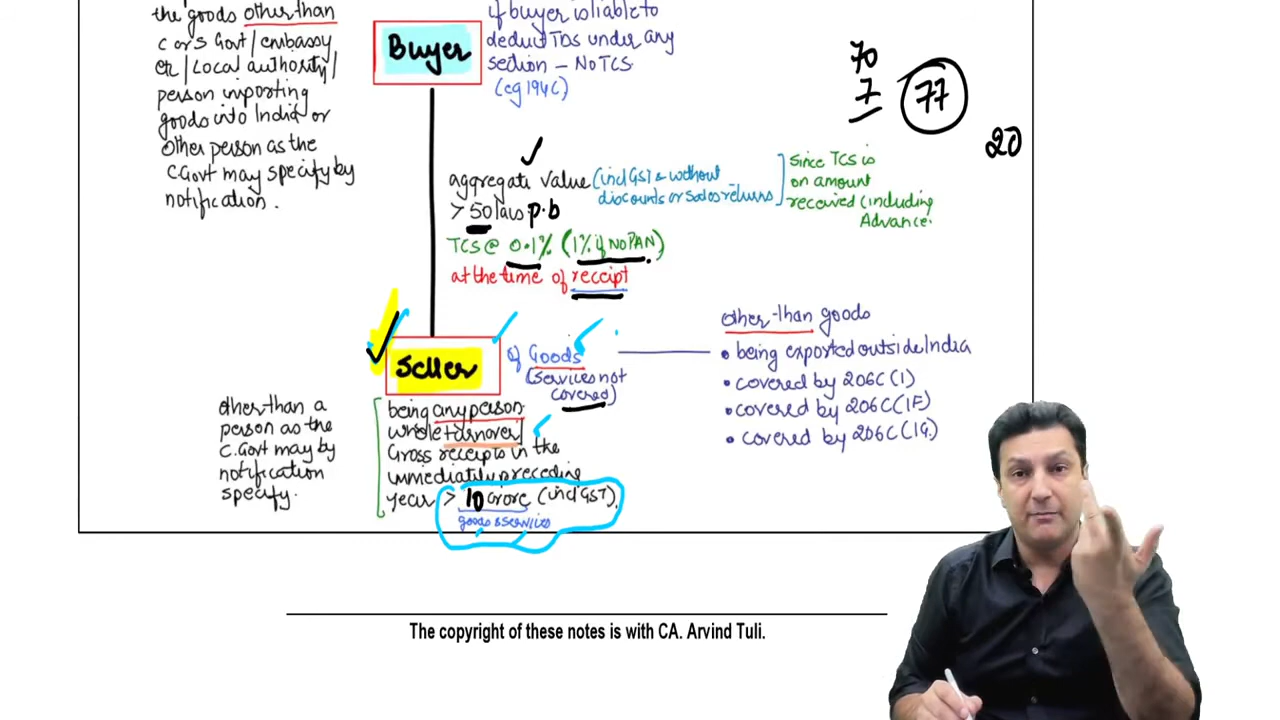 the goods other than
C or S Govt / embassy
etc / Local authority /
person importing
goods into India or
other person as the
C.Govt may specify by
notification.
Buyer
if buyer is liable to
deduct TDS under any
section - No TCS
(eg 194C)
70
7
77
20
aggregate value (incl GST & without
discounts or sales returns
> 50 lacs p.b
Since TCS is
on amount
received (including
Advance.
TCS @ 0.1% (1% if No PAN)
at the time of receipt
Seller
of Goods
(Services not
covered)
other than goods
• being exported outside India
• covered by 206C (1)
• covered by 206C (1F)
• covered by 206C (1G)
other than a
person as the
C.Govt may by
notification
specify.
being any person
whole turnover/
Gross receipts in the
immediately preceding
year > 10 crore (incl GST).
goods & services
The copyright of these notes is with CA. Arvind Tuli.